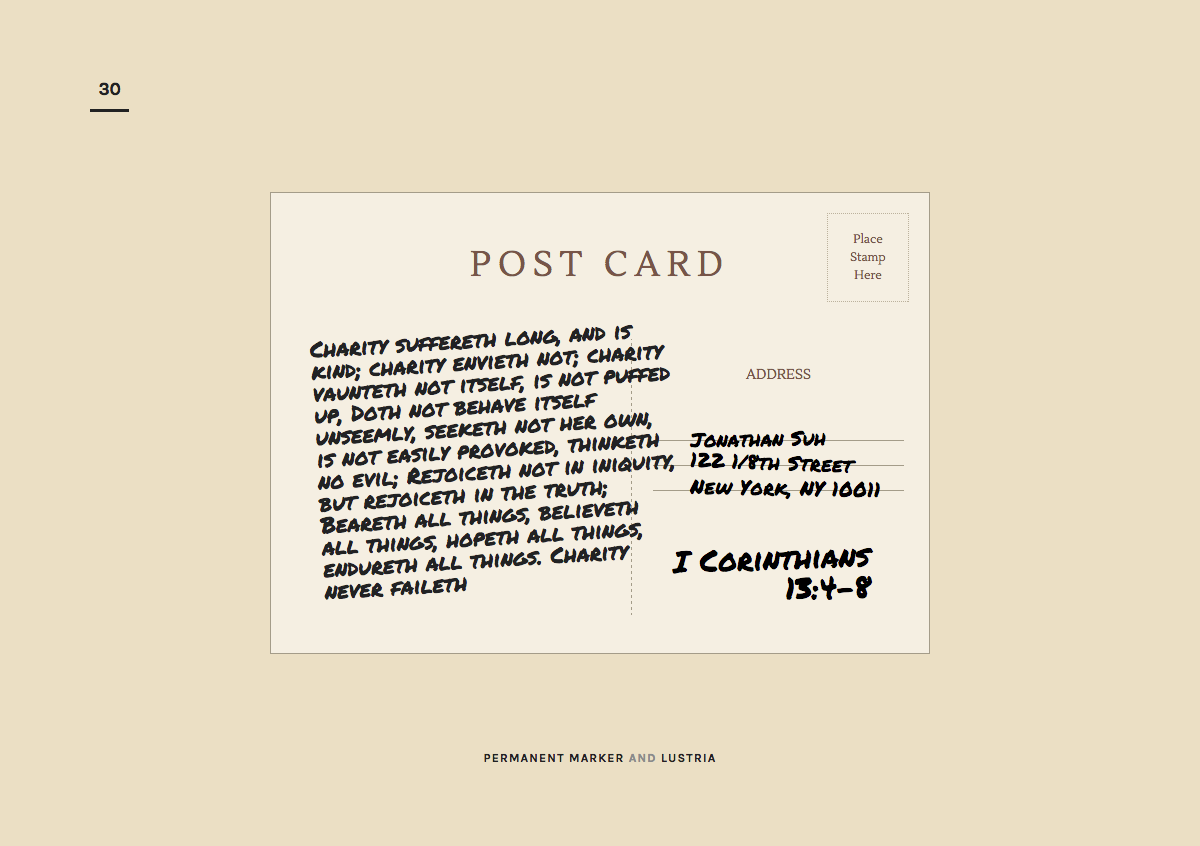 30
POST CARD
Place
Stamp
Here
Charity suffereth long, and is
kind; charity envieth not; charity
vaunteth not itself, is not puffed
up, Doth not behave itself
unseemly, seeketh not her own,
is not easily provoked, thinketh
no evil; Rejoiceth not in iniquity,
but rejoiceth in the truth;
Beareth all things, believeth
all things, hopeth all things,
endureth all things. Charity
never faileth
ADDRESS
Jonathan Suh
122 1/8th Street
New York, NY 10011
I Corinthians
13:4–8
PERMANENT MARKER AND LUSTRIA